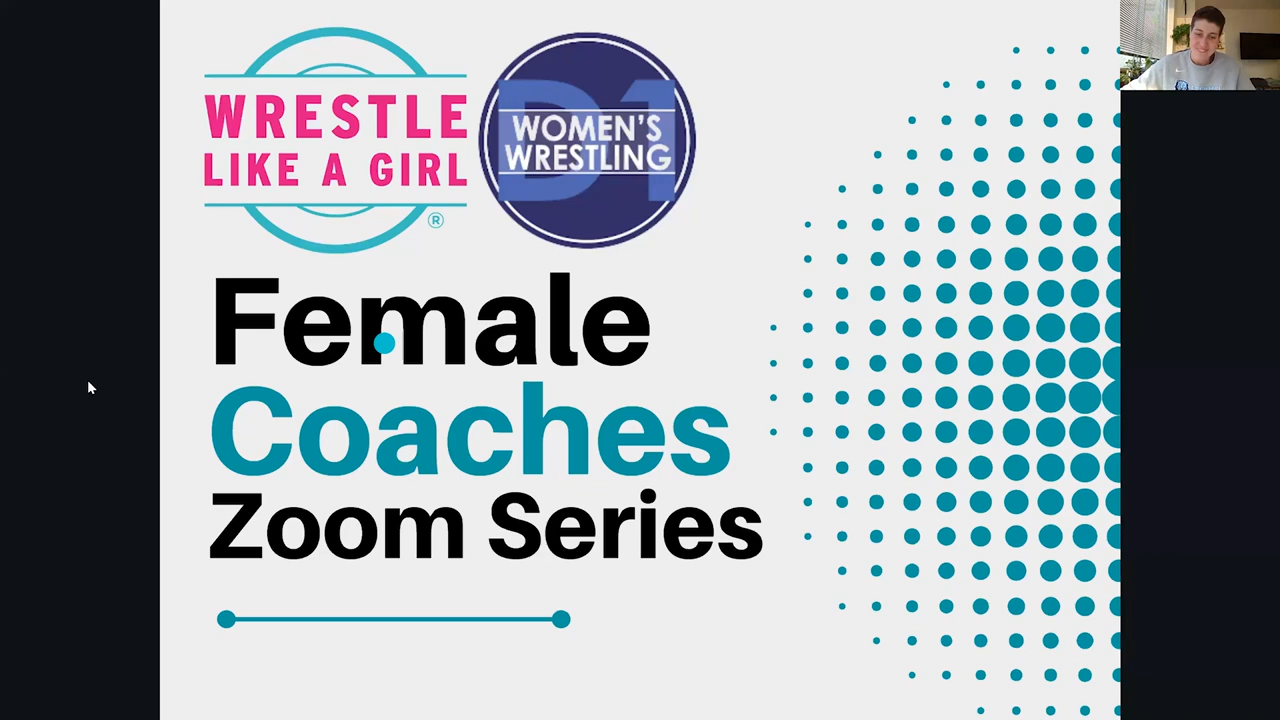 WRESTLE
LIKE A GIRL
®
D1
WOMEN'S
WRESTLING
Female
Coaches
Zoom Series